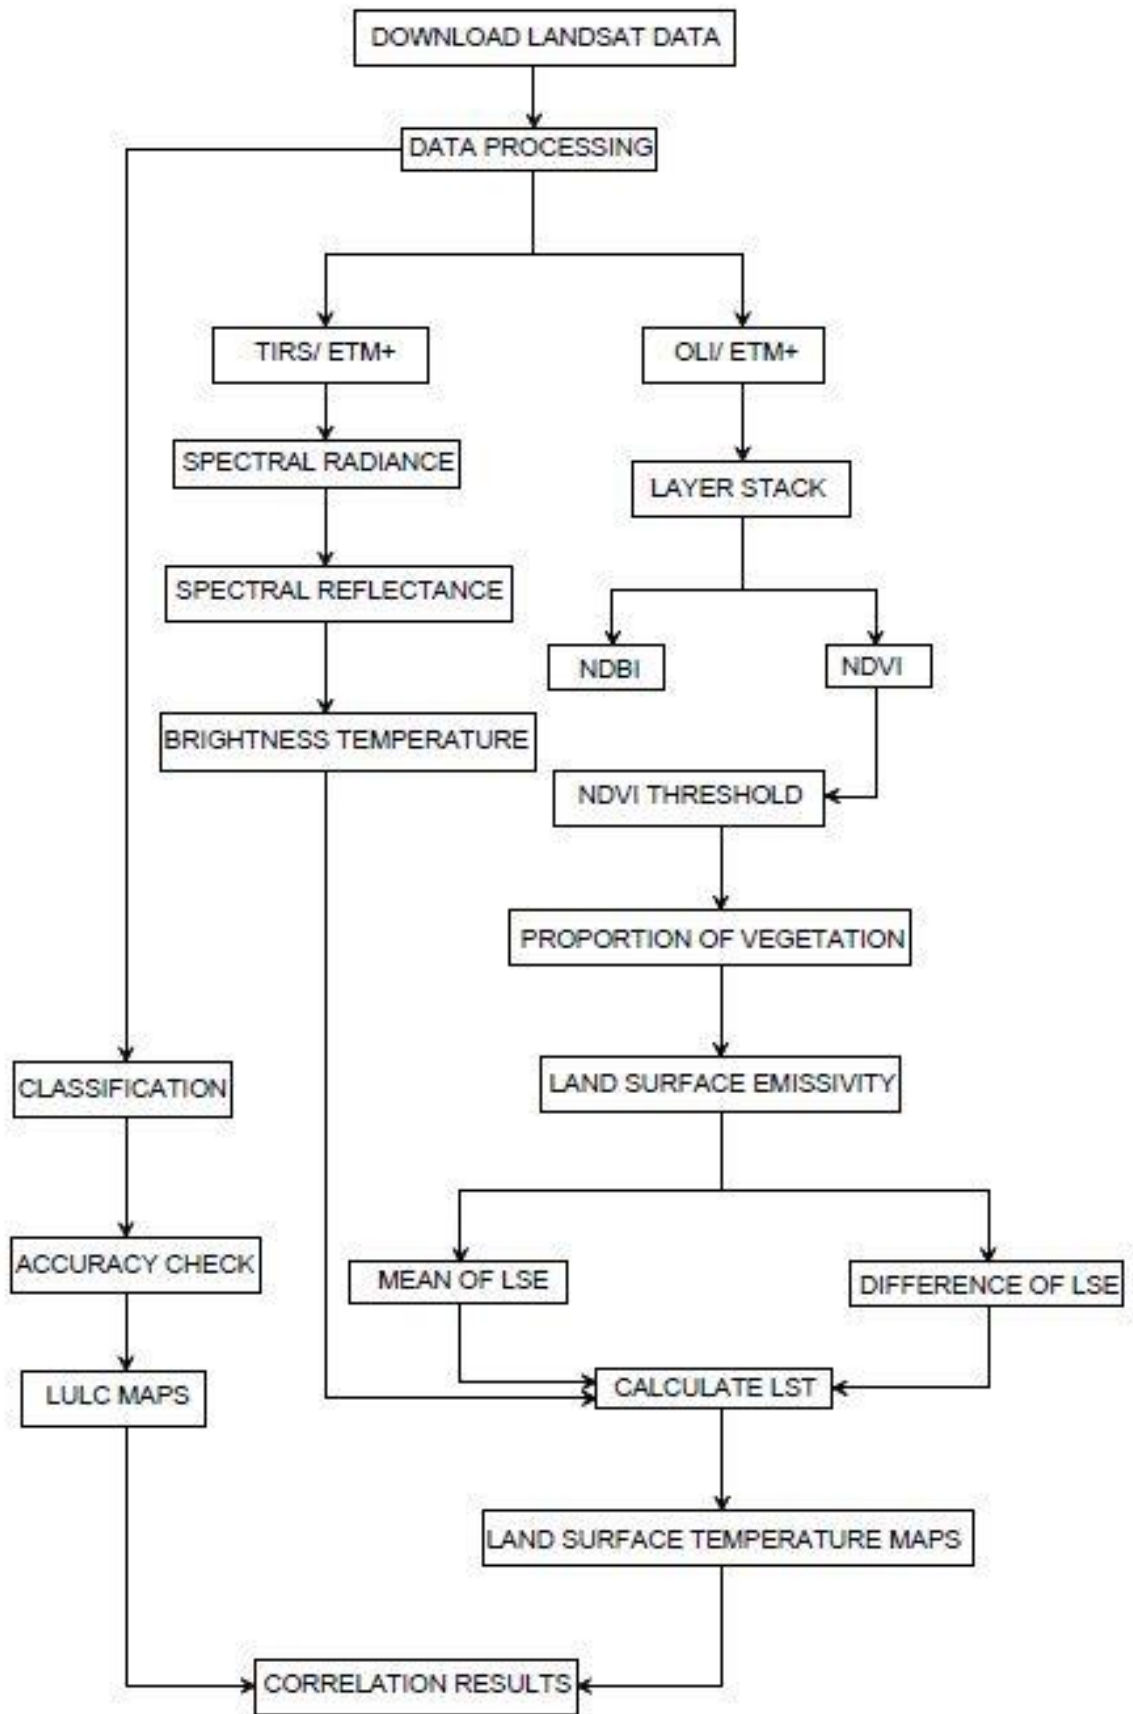 DOWNLOAD LANDSAT DATA
DATA PROCESSING
TIRS/ ETM+
OLI/ ETM+
SPECTRAL RADIANCE
LAYER STACK
SPECTRAL REFLECTANCE
NDBI
NDVI
BRIGHTNESS TEMPERATURE
NDVI THRESHOLD
PROPORTION OF VEGETATION
LAND SURFACE EMISSIVITY
CLASSIFICATION
ACCURACY CHECK
MEAN OF LSE
DIFFERENCE OF LSE
LULC MAPS
CALCULATE LST
LAND SURFACE TEMPERATURE MAPS
CORRELATION RESULTS